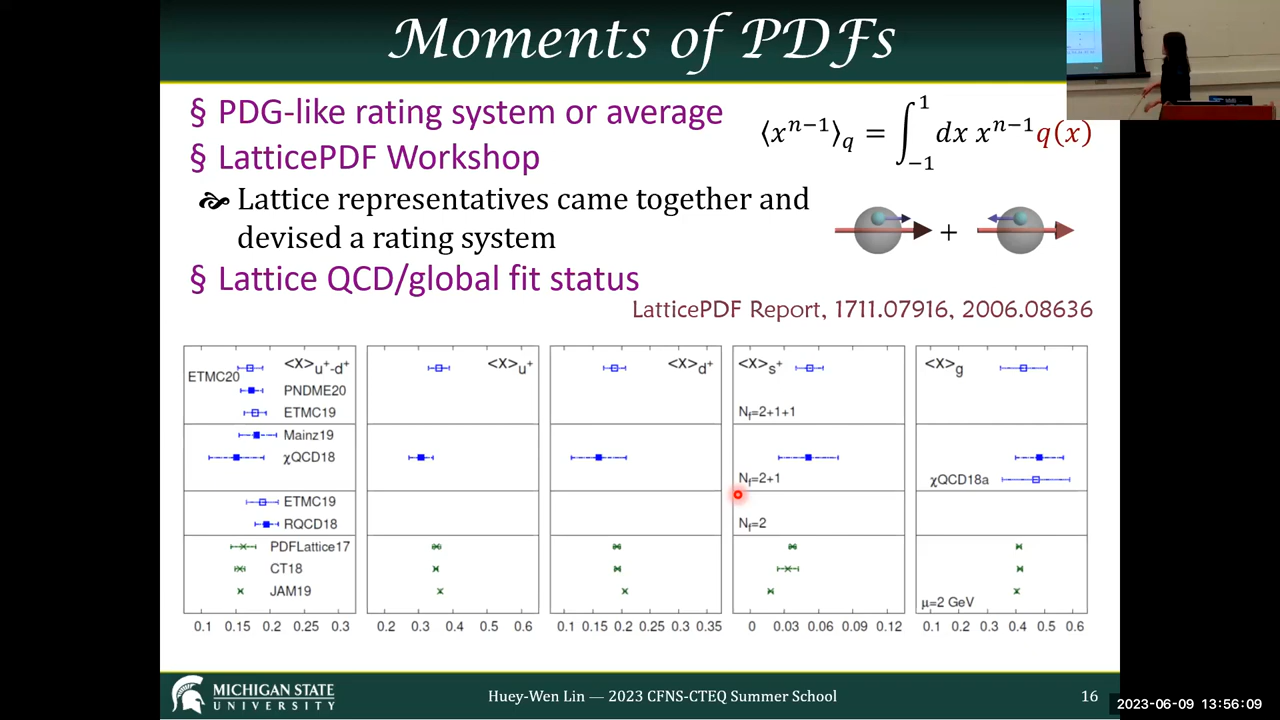 Moments of PDFs
§ PDG-like rating system or average
⟨xⁿ⁻¹⟩_q = ∫₋₁¹ dx xⁿ⁻¹ q(x)
§ LatticePDF Workshop
Lattice representatives came together and
devised a rating system
+
§ Lattice QCD/global fit status
LatticePDF Report, 1711.07916, 2006.08636
<X>u⁺-d⁺ <X>u⁺ <X>d⁺ <X>s⁺ <X>g
ETMC20
PNDME20
ETMC19 Nf=2+1+1
Mainz19
χQCD18
Nf=2+1 χQCD18a
ETMC19
RQCD18 Nf=2
PDFLattice17
CT18
JAM19
μ=2 GeV
0.1 0.15 0.2 0.25 0.3 0.2 0.3 0.4 0.5 0.6 0.1 0.15 0.2 0.25 0.3 0.35 0 0.03 0.06 0.09 0.12 0.1 0.2 0.3 0.4 0.5 0.6
MICHIGAN STATE
UNIVERSITY
Huey-Wen Lin — 2023 CFNS-CTEQ Summer School
16
2023-06-09 13:56:09